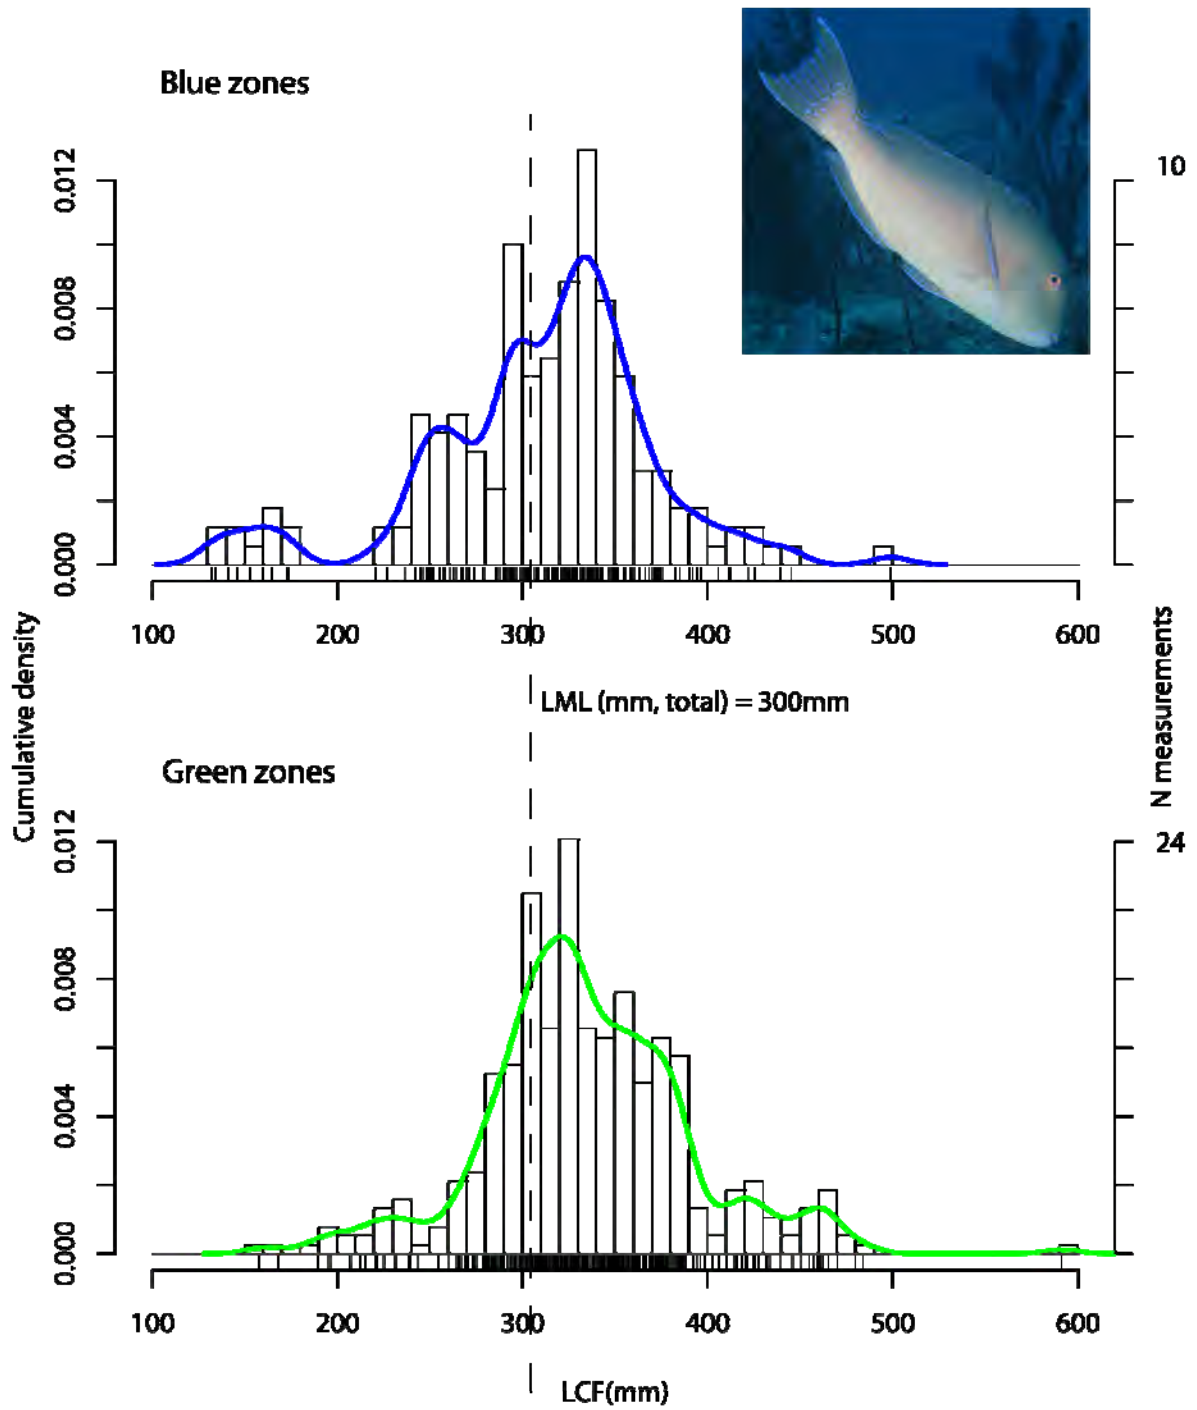 Blue zones
0.012
0.008
0.004
0.000
10
100 200 300 400 500 600
Cumulative density
N measurements
LML (mm, total) = 300mm
Green zones
0.012
0.008
0.004
0.000
24
100 200 300 400 500 600
LCF(mm)